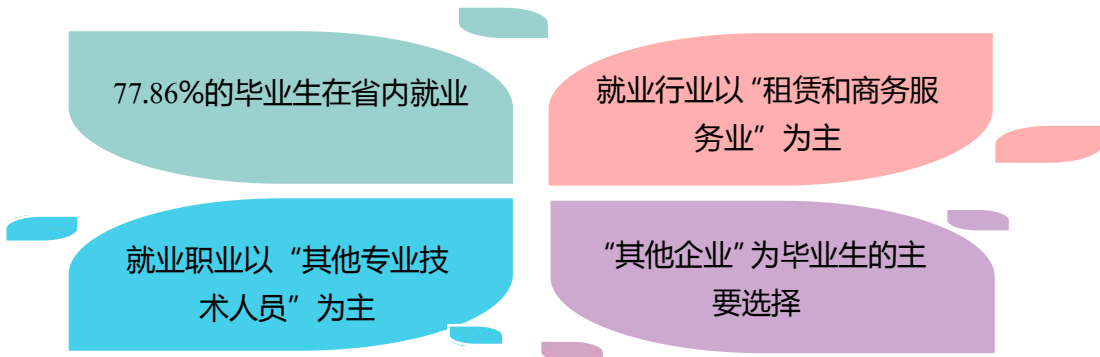 77.86%的毕业生在省内就业
就业行业以“租赁和商务服
务业”为主
就业职业以“其他专业技
术人员”为主
“其他企业”为毕业生的主
要选择